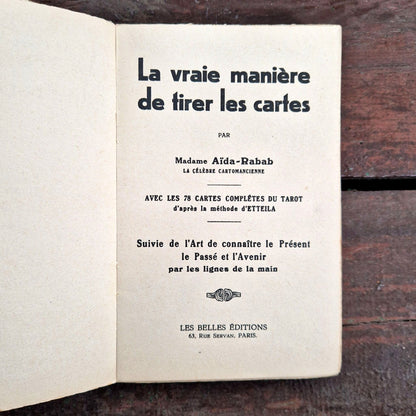 La vraie manière
de tirer les cartes
PAR
Madame Aïda-Rabab
LA CÉLÈBRE CARTOMANCIENNE
AVEC LES 78 CARTES COMPLÈTES DU TAROT
d'après la méthode d'ETTEILA
Suivie de l'Art de connaître le Présent
le Passé et l'Avenir
par les lignes de la main
LES BELLES ÉDITIONS
63, RUE SERVAN, PARIS.